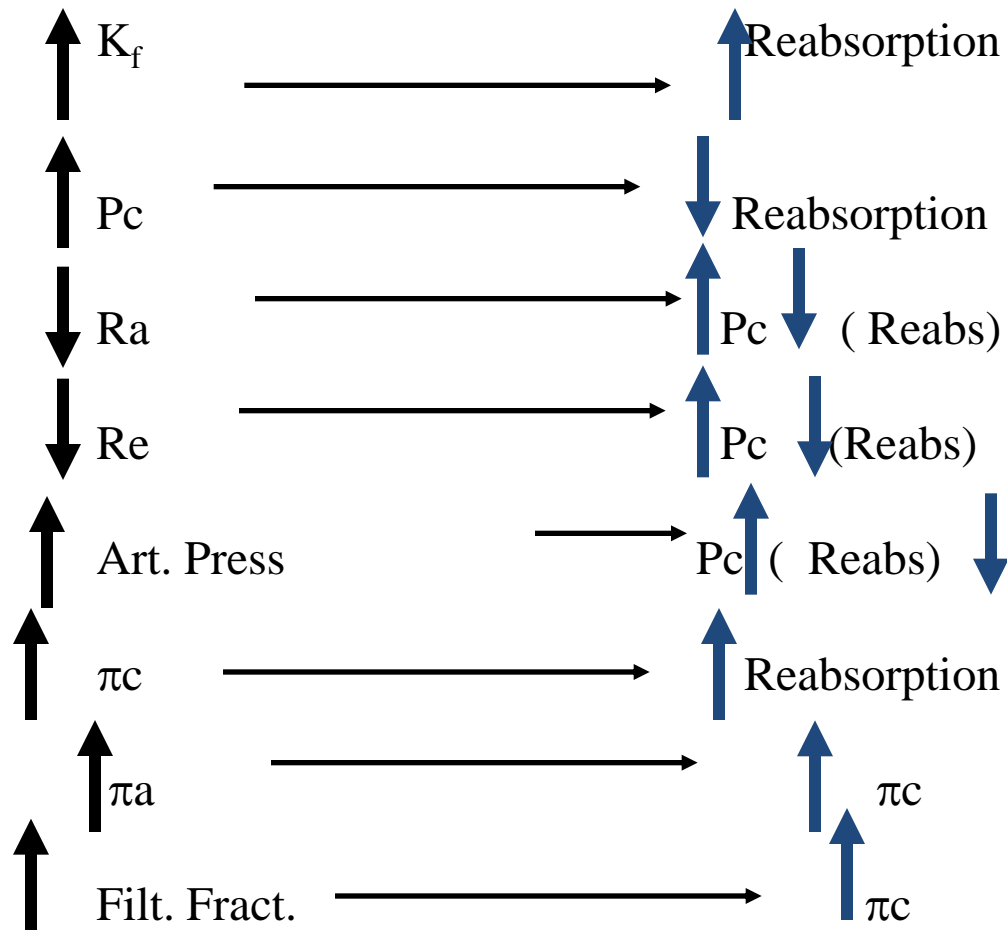 K_f Reabsorption
Pc Reabsorption
Ra Pc ( Reabs)
Re Pc (Reabs)
Art. Press Pc ( Reabs)
πc Reabsorption
πa πc
Filt. Fract. πc